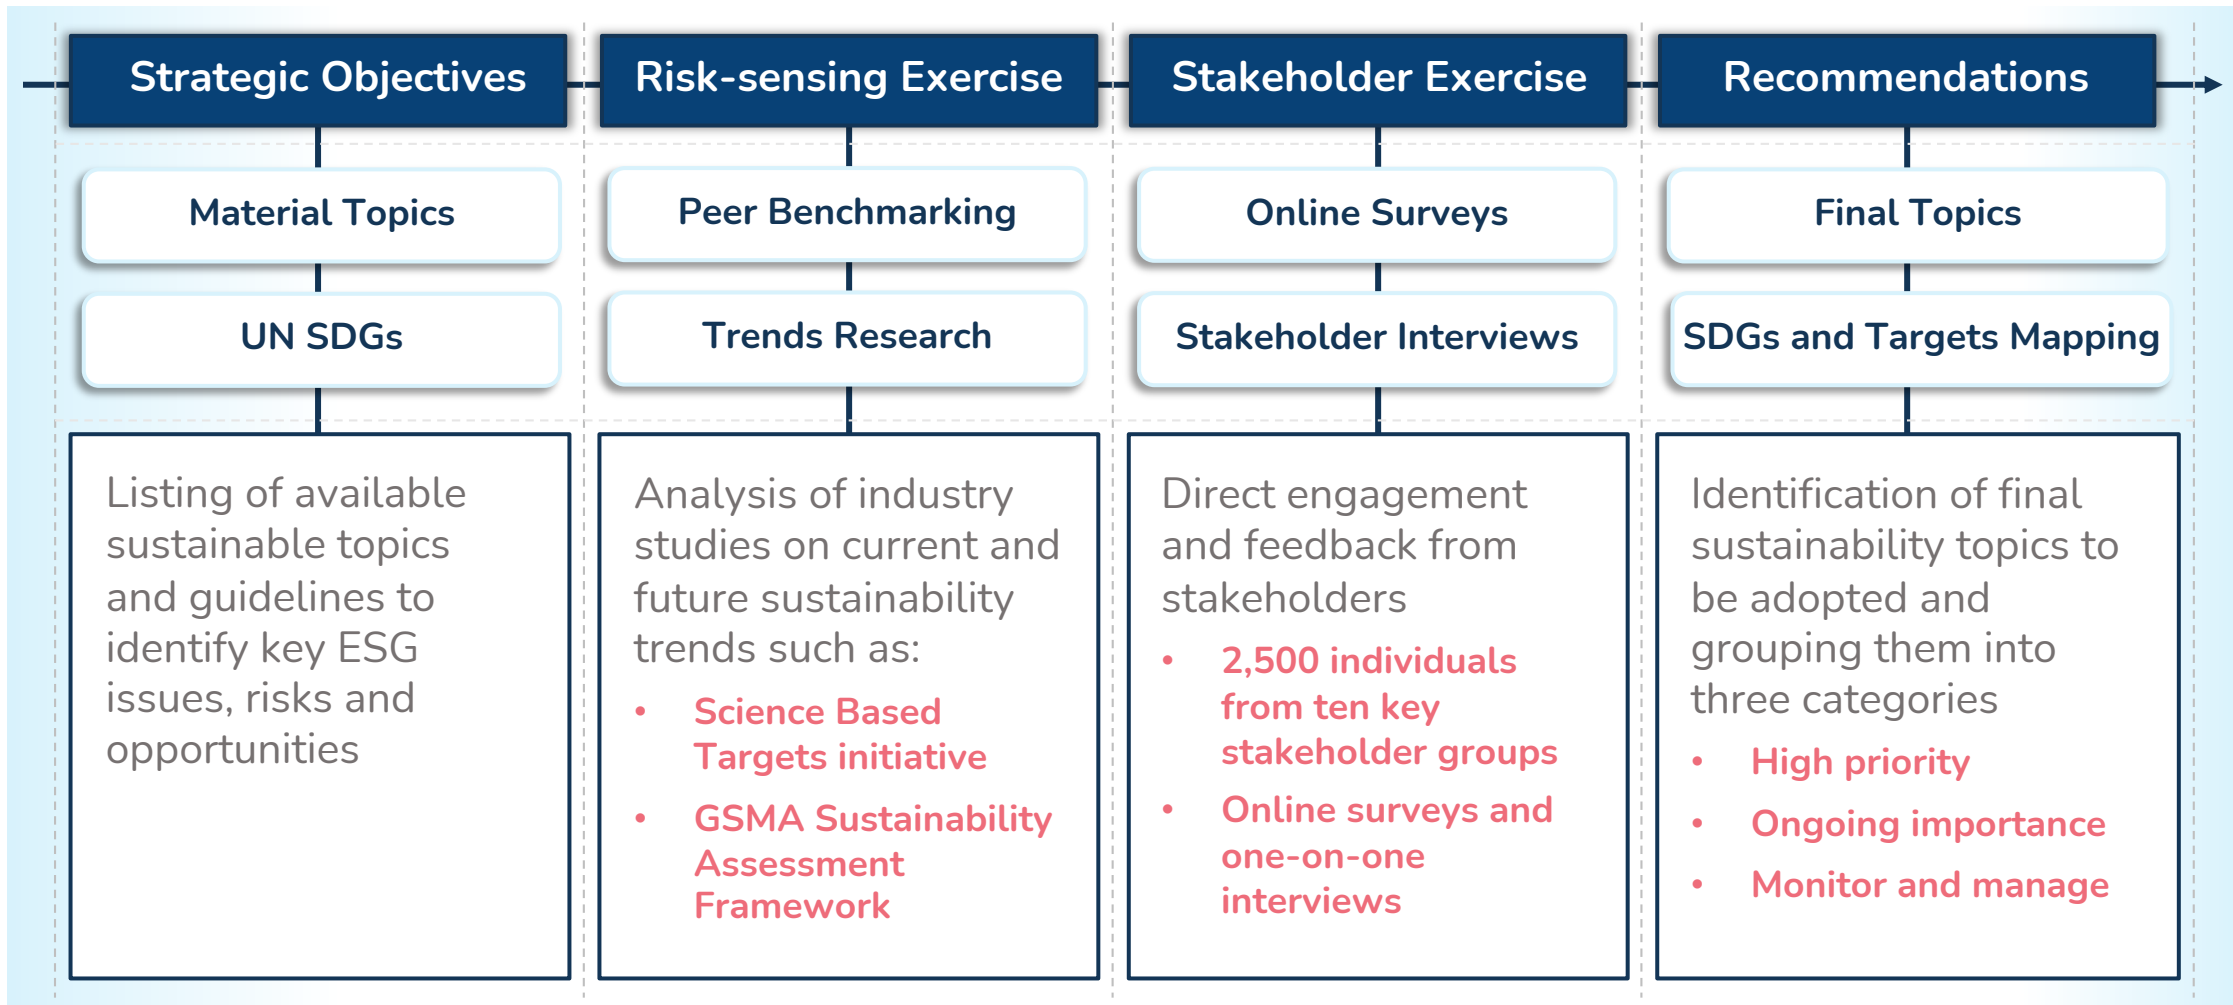 Strategic Objectives
Material Topics
UN SDGs
Listing of available
sustainable topics
and guidelines to
identify key ESG
issues, risks and
opportunities
Risk-sensing Exercise
Peer Benchmarking
Trends Research
Analysis of industry
studies on current and
future sustainability
trends such as:
• Science Based
Targets initiative
• GSMA Sustainability
Assessment
Framework
Stakeholder Exercise
Online Surveys
Stakeholder Interviews
Direct engagement
and feedback from
stakeholders
• 2,500 individuals
from ten key
stakeholder groups
• Online surveys and
one-on-one
interviews
Recommendations
Final Topics
SDGs and Targets Mapping
Identification of final
sustainability topics to
be adopted and
grouping them into
three categories
• High priority
• Ongoing importance
• Monitor and manage